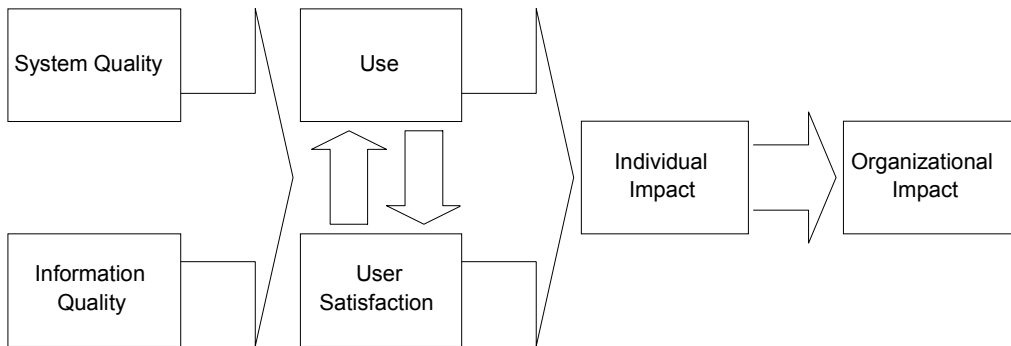 System Quality
Use
Individual
Impact
Organizational
Impact
Information
Quality
User
Satisfaction